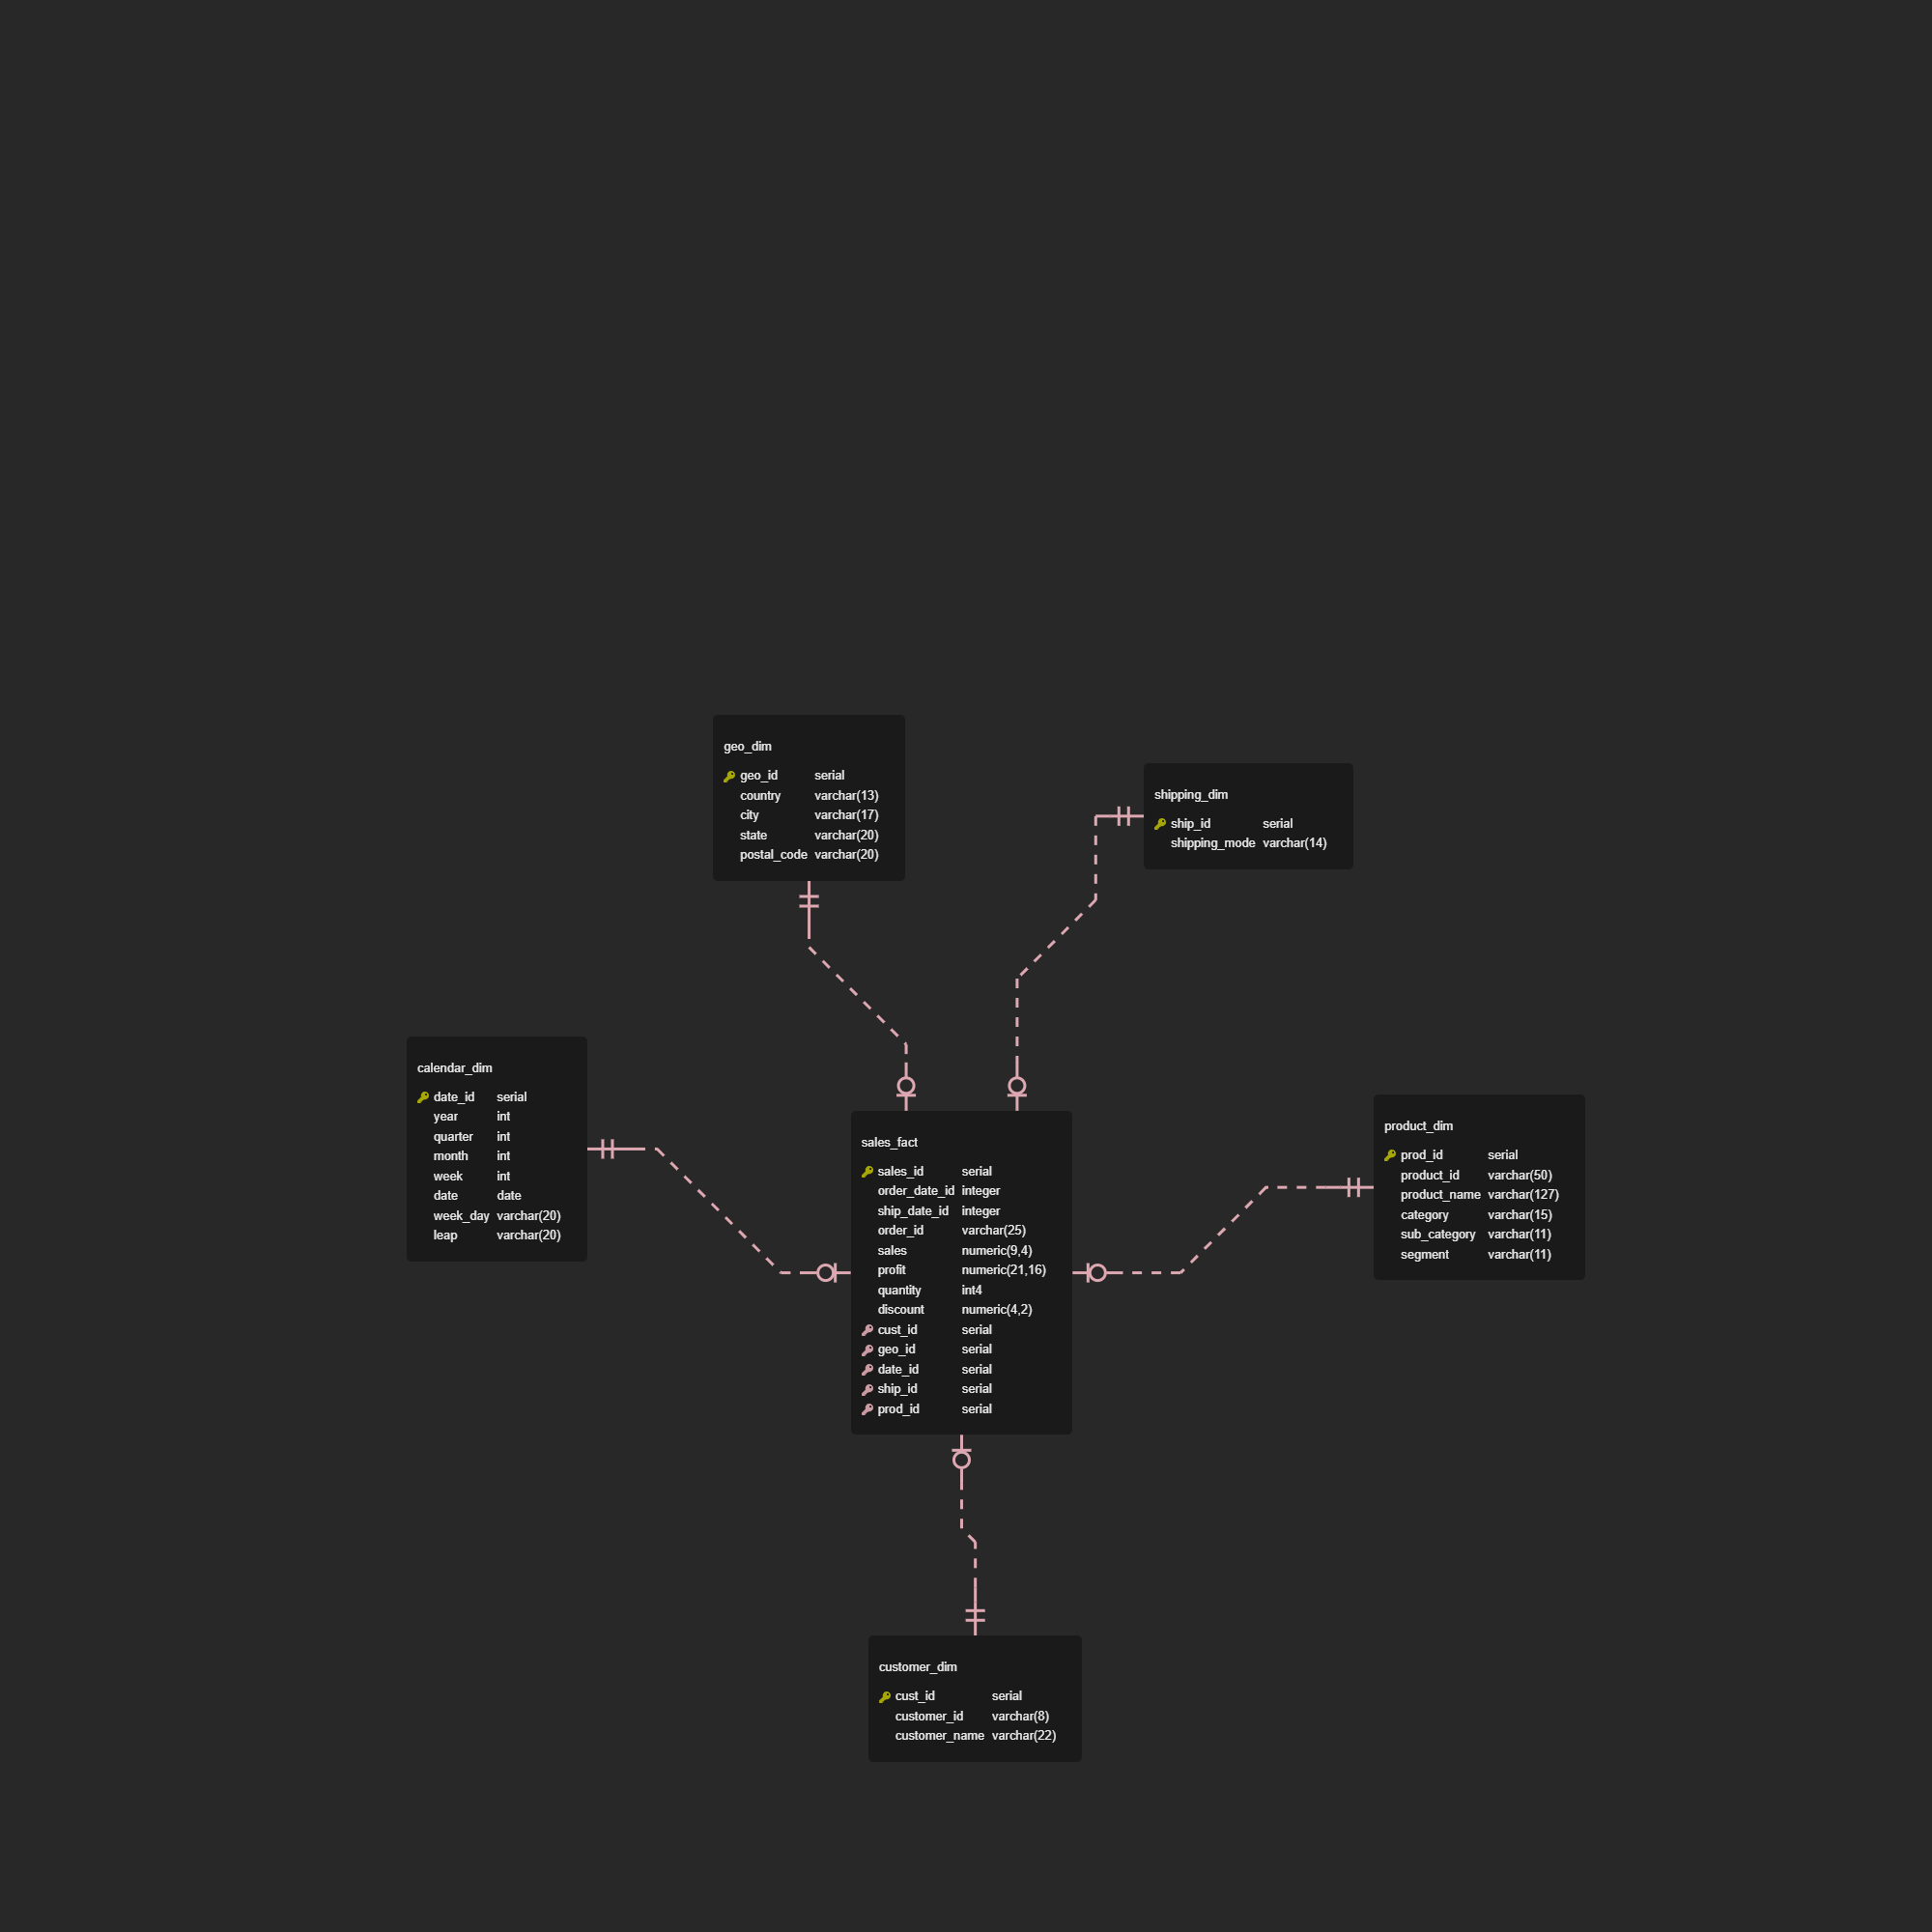 geo_dim
geo_id serial
country varchar(13)
city varchar(17)
state varchar(20)
postal_code varchar(20)
shipping_dim
ship_id serial
shipping_mode varchar(14)
calendar_dim
date_id serial
year int
quarter int
month int
week int
date date
week_day varchar(20)
leap varchar(20)
sales_fact
sales_id serial
order_date_id integer
ship_date_id integer
order_id varchar(25)
sales numeric(9,4)
profit numeric(21,16)
quantity int4
discount numeric(4,2)
cust_id serial
geo_id serial
date_id serial
ship_id serial
prod_id serial
product_dim
prod_id serial
product_id varchar(50)
product_name varchar(127)
category varchar(15)
sub_category varchar(11)
segment varchar(11)
customer_dim
cust_id serial
customer_id varchar(8)
customer_name varchar(22)